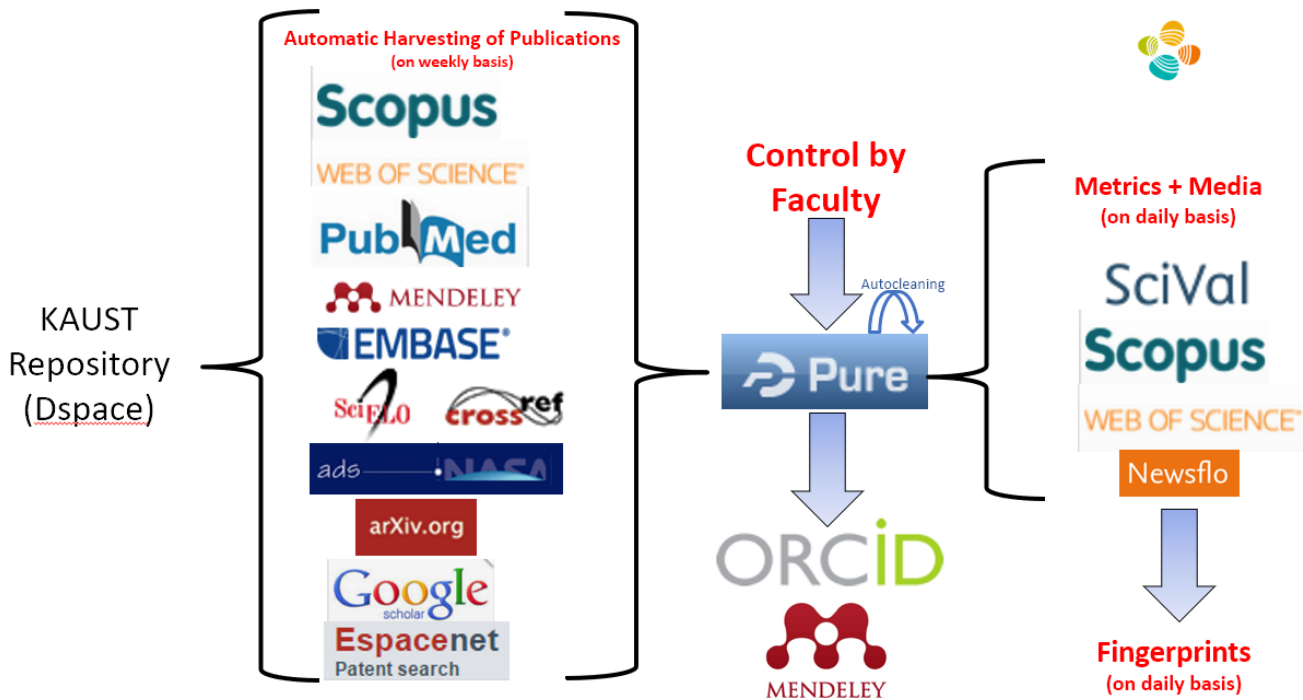 KAUST
Repository
(Dspace)
Automatic Harvesting of Publications
(on weekly basis)
Scopus
WEB OF SCIENCE™
PubMed
MENDELEY
EMBASE®
SciELO
crossref
ads
NASA
arXiv.org
Google
scholar
Espacenet
Patent search
Control by
Faculty
Autocleaning
Pure
ORCiD
MENDELEY
Metrics + Media
(on daily basis)
SciVal
Scopus
WEB OF SCIENCE™
Newsflo
Fingerprints
(on daily basis)